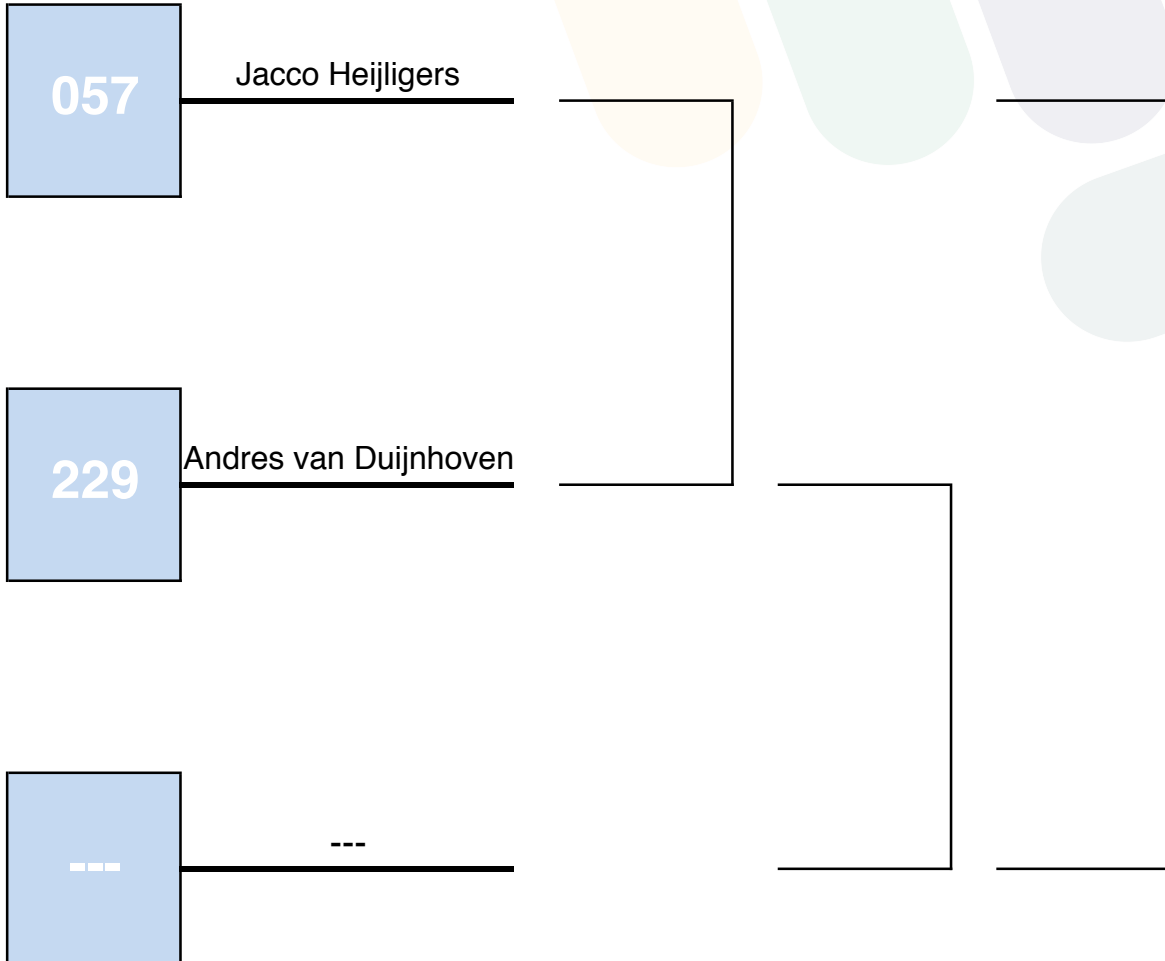 057
Jacco Heijligers
229
Andres van Duijnhoven
---
---